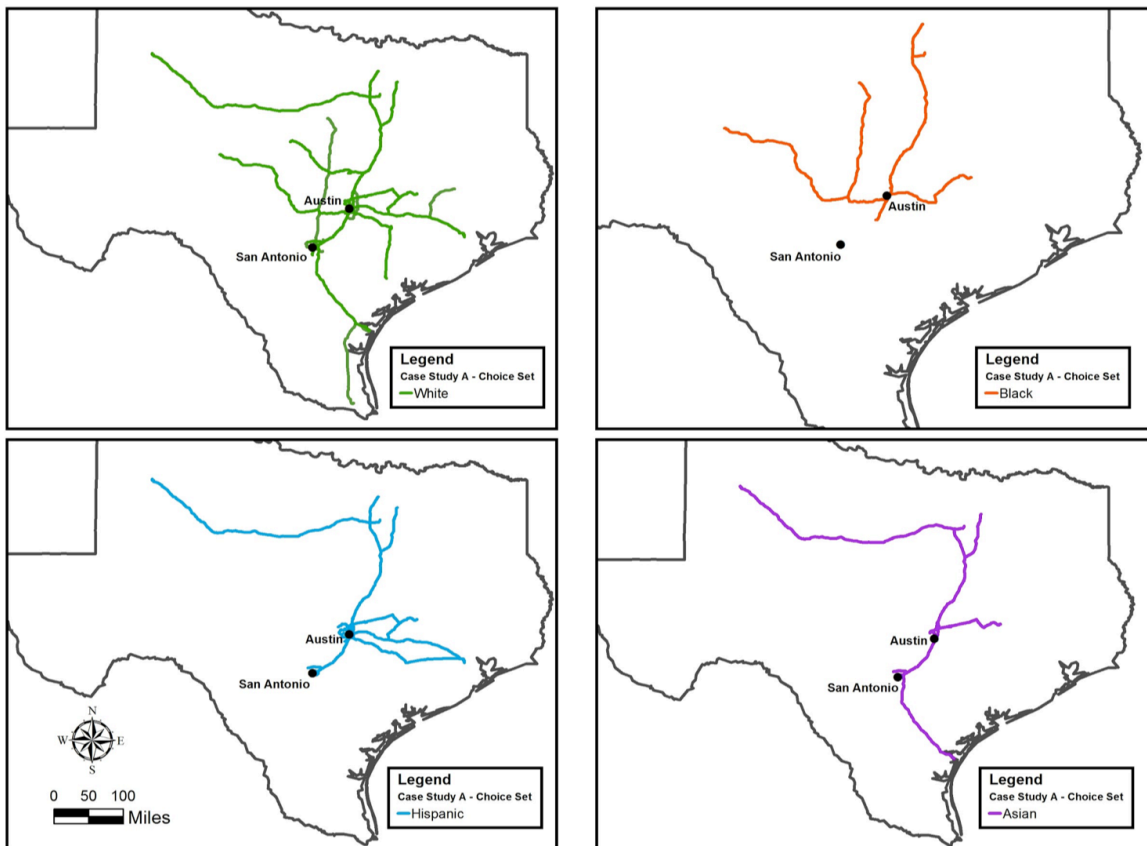 Austin
San Antonio
Legend
Case Study A - Choice Set
White
Austin
San Antonio
Legend
Case Study A - Choice Set
Black
Austin
San Antonio
N
W
E
S
0 50 100
Miles
Legend
Case Study A - Choice Set
Hispanic
Austin
San Antonio
Legend
Case Study A - Choice Set
Asian